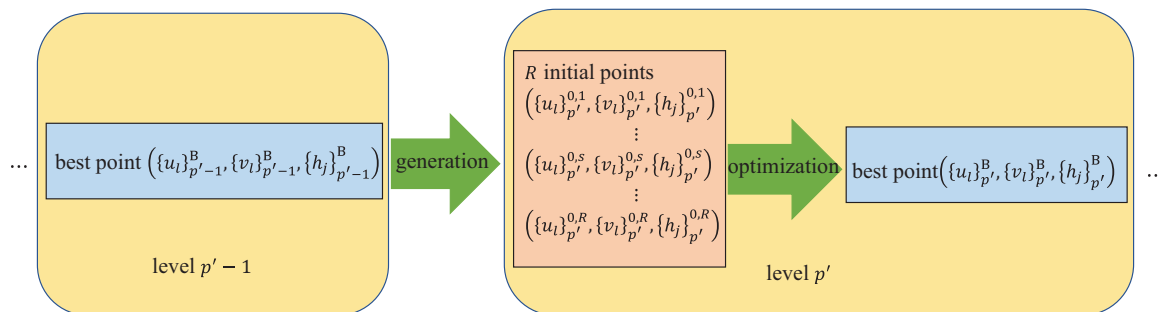 ...
best point ({u_l}^B_{p′−1}, {v_l}^B_{p′−1}, {h_j}^B_{p′−1})
level p′ − 1
generation
R initial points
({u_l}^{0,1}_{p′}, {v_l}^{0,1}_{p′}, {h_j}^{0,1}_{p′})
⋮
({u_l}^{0,s}_{p′}, {v_l}^{0,s}_{p′}, {h_j}^{0,s}_{p′})
⋮
({u_l}^{0,R}_{p′}, {v_l}^{0,R}_{p′}, {h_j}^{0,R}_{p′})
optimization
best point({u_l}^B_{p′}, {v_l}^B_{p′}, {h_j}^B_{p′})
level p′
..